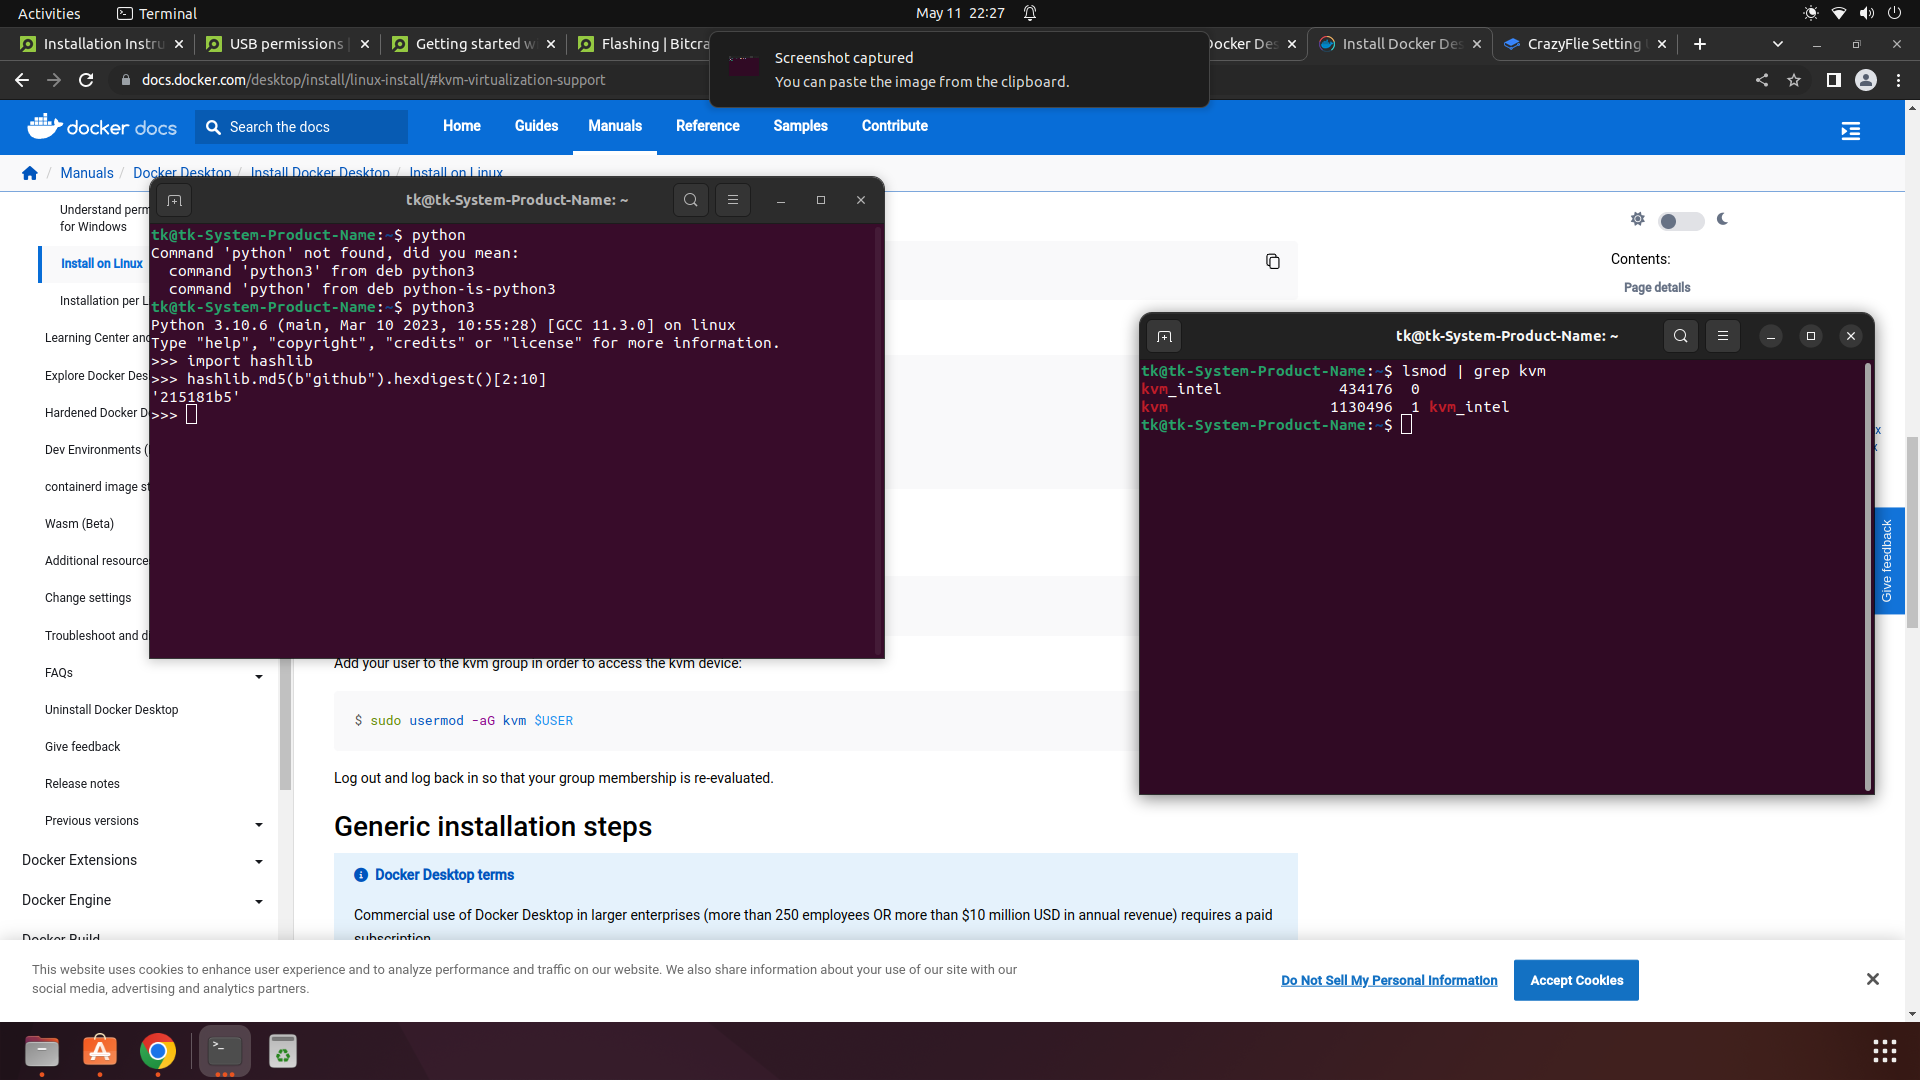 Activities
Terminal
May 11 22:27
Installation Instru
USB permissions
Getting started w
Flashing | Bitcra
Docker Des
Install Docker Des
CrazyFlie Setting
Screenshot captured
You can paste the image from the clipboard.
docs.docker.com/desktop/install/linux-install/#kvm-virtualization-support
docker docs
Search the docs
Home
Guides
Manuals
Reference
Samples
Contribute
/ Manuals / Docker Desktop / Install Docker Desktop / Install on Linux
Understand perm
for Windows
Install on Linux
Installation per L
Learning Center and
Explore Docker Des
Hardened Docker D
Dev Environments (
containerd image st
Wasm (Beta)
Additional resource
Change settings
Troubleshoot and d
FAQs
Uninstall Docker Desktop
Give feedback
Release notes
Previous versions
Docker Extensions
Docker Engine
Docker Build
tk@tk-System-Product-Name: ~
tk@tk-System-Product-Name:~$ python
Command 'python' not found, did you mean:
command 'python3' from deb python3
command 'python' from deb python-is-python3
tk@tk-System-Product-Name:~$ python3
Python 3.10.6 (main, Mar 10 2023, 10:55:28) [GCC 11.3.0] on linux
Type "help", "copyright", "credits" or "license" for more information.
>>> import hashlib
>>> hashlib.md5(b"github").hexdigest()[2:10]
'215181b5'
>>>
Contents:
Page details
tk@tk-System-Product-Name: ~
tk@tk-System-Product-Name:~$ lsmod | grep kvm
kvm_intel 434176 0
kvm 1130496 1 kvm_intel
tk@tk-System-Product-Name:~$
x
x
Give feedback
Add your user to the kvm group in order to access the kvm device:
$ sudo usermod -aG kvm $USER
Log out and log back in so that your group membership is re-evaluated.
Generic installation steps
Docker Desktop terms
Commercial use of Docker Desktop in larger enterprises (more than 250 employees OR more than $10 million USD in annual revenue) requires a paid
subscription
This website uses cookies to enhance user experience and to analyze performance and traffic on our website. We also share information about your use of our site with our
social media, advertising and analytics partners.
Do Not Sell My Personal Information
Accept Cookies